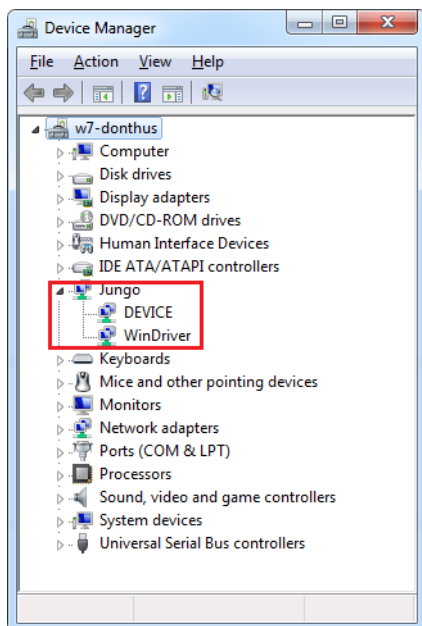 Device Manager
File Action View Help
w7-donthus
Computer
Disk drives
Display adapters
DVD/CD-ROM drives
Human Interface Devices
IDE ATA/ATAPI controllers
Jungo
DEVICE
WinDriver
Keyboards
Mice and other pointing devices
Monitors
Network adapters
Ports (COM & LPT)
Processors
Sound, video and game controllers
System devices
Universal Serial Bus controllers